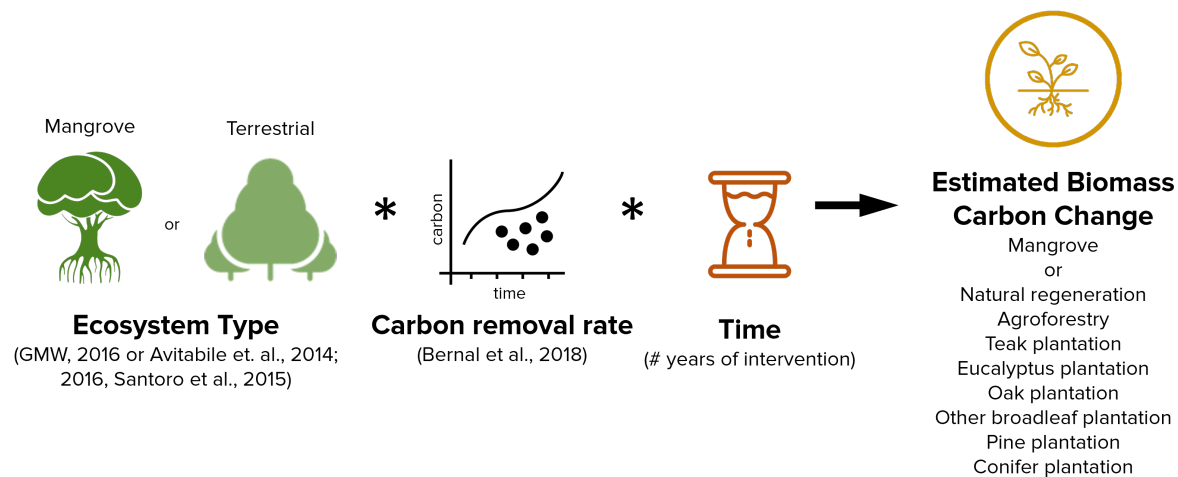 Mangrove
Terrestrial
or
*
carbon
time
*
Ecosystem Type
(GMW, 2016 or Avitabile et. al., 2014;
2016, Santoro et al., 2015)
Carbon removal rate
(Bernal et al., 2018)
Time
(# years of intervention)
Estimated Biomass
Carbon Change
Mangrove
or
Natural regeneration
Agroforestry
Teak plantation
Eucalyptus plantation
Oak plantation
Other broadleaf plantation
Pine plantation
Conifer plantation